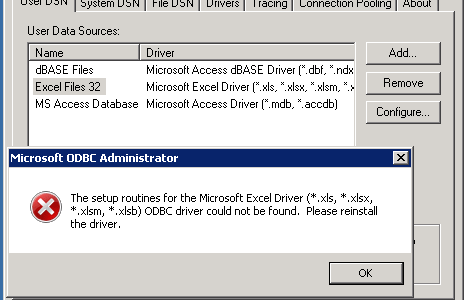 User DSN System DSN File DSN Drivers Tracing Connection Pooling About
User Data Sources:
Name Driver
dBASE Files Microsoft Access dBASE Driver (*.dbf, *.ndx
Excel Files 32 Microsoft Excel Driver (*.xls, *.xlsx, *.xlsm, *.x
MS Access Database Microsoft Access Driver (*.mdb, *.accdb)
Add...
Remove
Configure...
Microsoft ODBC Administrator
The setup routines for the Microsoft Excel Driver (*.xls, *.xlsx,
*.xlsm, *.xlsb) ODBC driver could not be found. Please reinstall
the driver.
OK